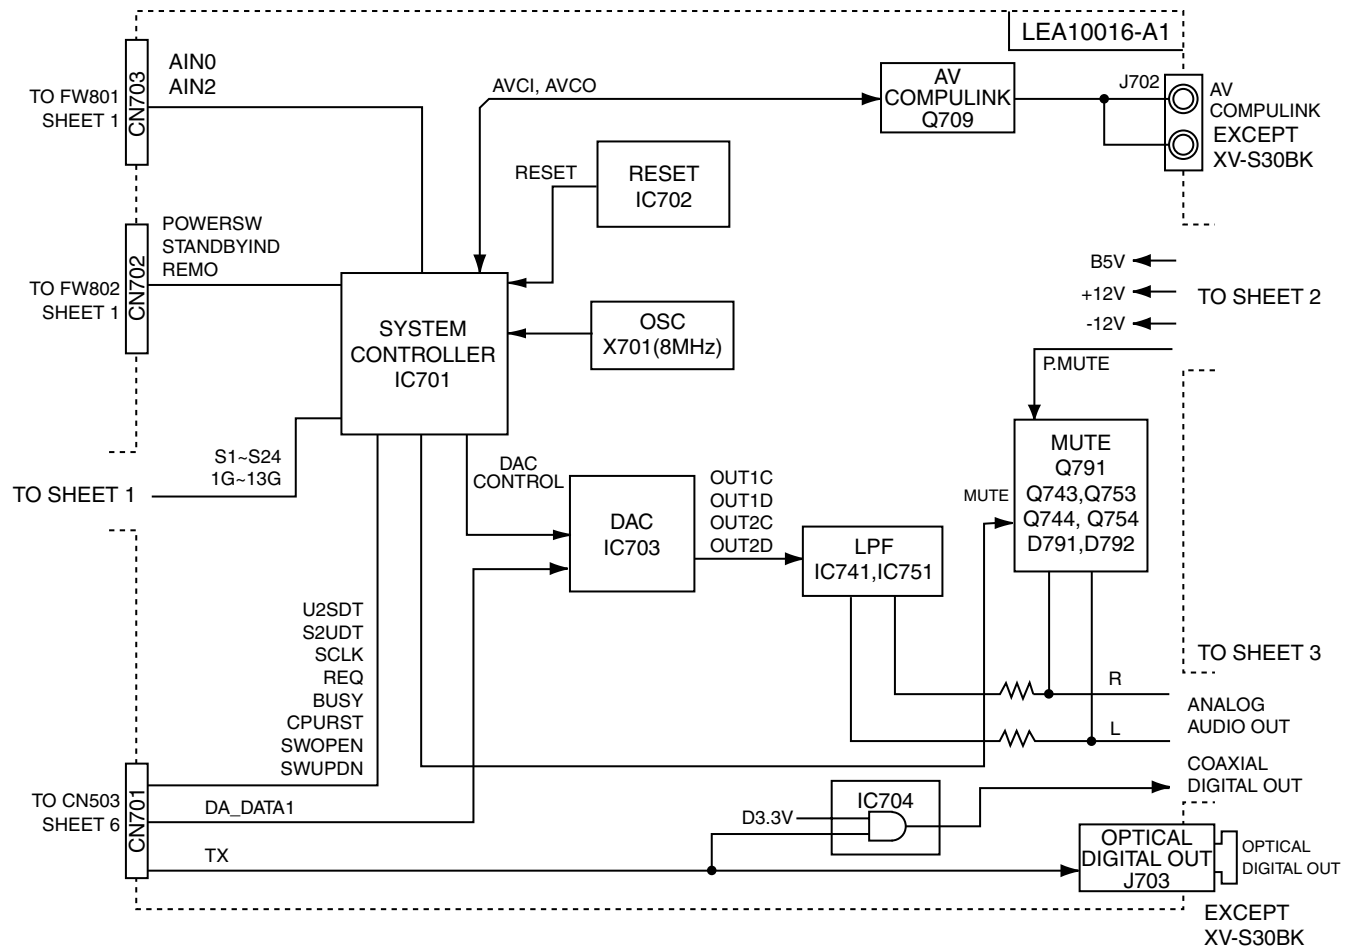 LEA10016-A1
AIN0
AIN2
TO FW801
SHEET 1
CN703
AVCI, AVCO
AV
COMPULINK
Q709
J702
AV
COMPULINK
EXCEPT
XV-S30BK
RESET
RESET
IC702
POWERSW
STANDBYIND
REMO
TO FW802
SHEET 1
CN702
B5V
+12V
-12V
TO SHEET 2
SYSTEM
CONTROLLER
IC701
OSC
X701(8MHz)
P.MUTE
S1~S24
1G~13G
TO SHEET 1
DAC
CONTROL
DAC
IC703
OUT1C
OUT1D
OUT2C
OUT2D
LPF
IC741,IC751
MUTE
MUTE
Q791
Q743,Q753
Q744, Q754
D791,D792
U2SDT
S2UDT
SCLK
REQ
BUSY
CPURST
SWOPEN
SWUPDN
TO SHEET 3
R
L
ANALOG
AUDIO OUT
COAXIAL
DIGITAL OUT
TO CN503
SHEET 6
CN701
DA_DATA1
TX
D3.3V
IC704
OPTICAL
DIGITAL OUT
J703
OPTICAL
DIGITAL OUT
EXCEPT
XV-S30BK